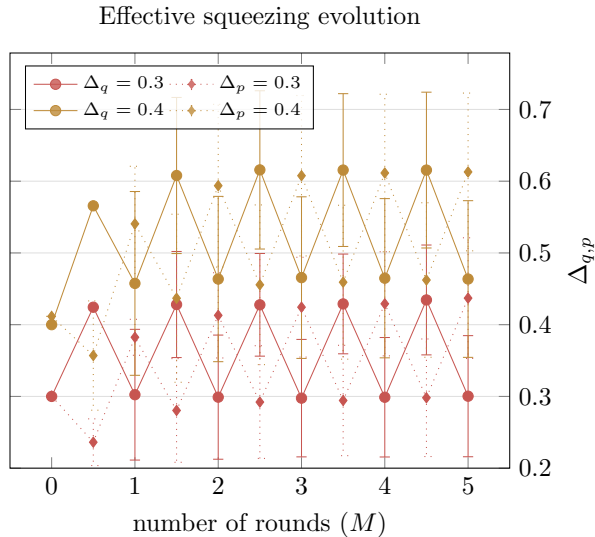 Effective squeezing evolution
Δq = 0.3 Δp = 0.3
Δq = 0.4 Δp = 0.4
0.7
0.6
0.5
0.4
0.3
0.2
Δq,p
0 1 2 3 4 5
number of rounds (M)